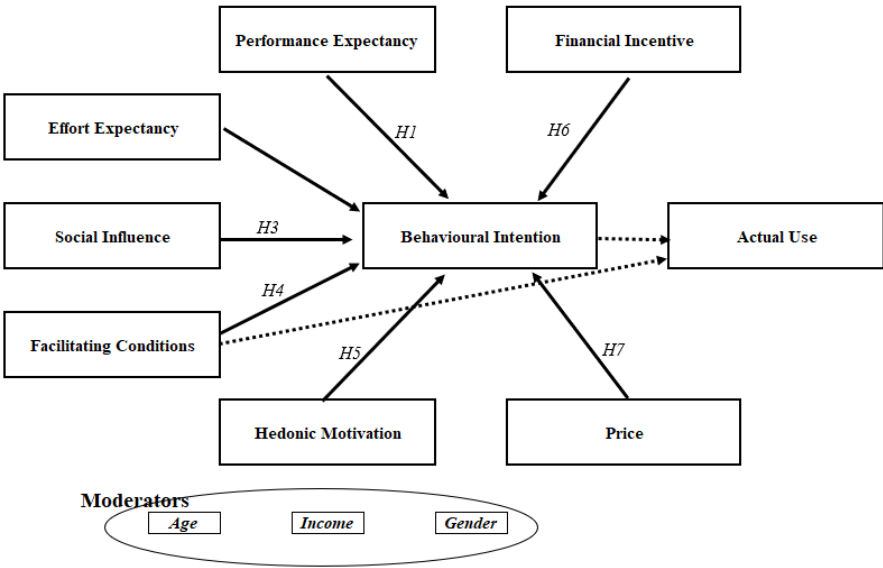 Performance Expectancy
Financial Incentive
Effort Expectancy
H1
H6
Social Influence
H3
Behavioural Intention
Actual Use
H4
Facilitating Conditions
H5
H7
Hedonic Motivation
Price
Moderators
Age
Income
Gender